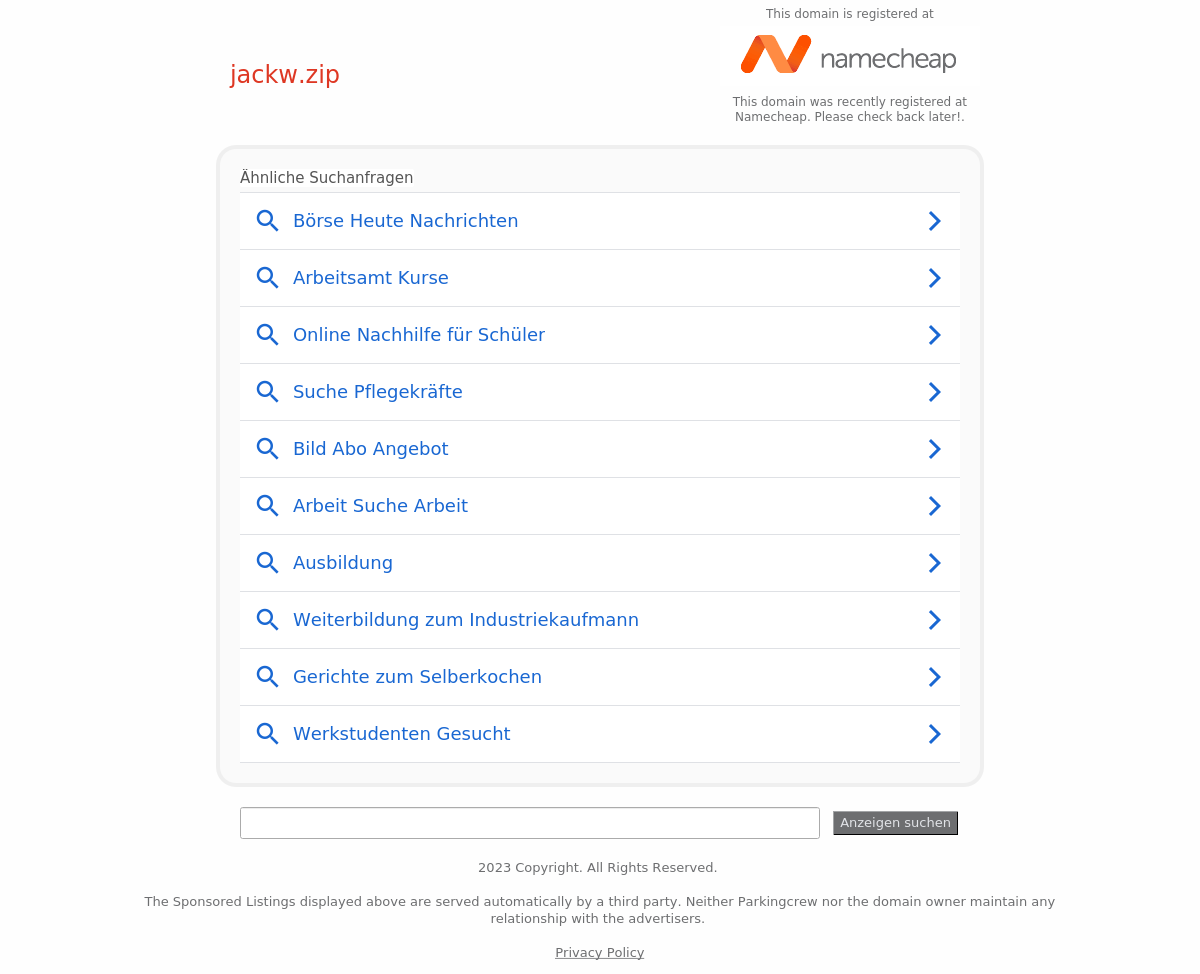 This domain is registered at
namecheap
jackw.zip
This domain was recently registered at
Namecheap. Please check back later!.
Ähnliche Suchanfragen
Börse Heute Nachrichten
Arbeitsamt Kurse
Online Nachhilfe für Schüler
Suche Pflegekräfte
Bild Abo Angebot
Arbeit Suche Arbeit
Ausbildung
Weiterbildung zum Industriekaufmann
Gerichte zum Selberkochen
Werkstudenten Gesucht
Anzeigen suchen
2023 Copyright. All Rights Reserved.
The Sponsored Listings displayed above are served automatically by a third party. Neither Parkingcrew nor the domain owner maintain any
relationship with the advertisers.
Privacy Policy